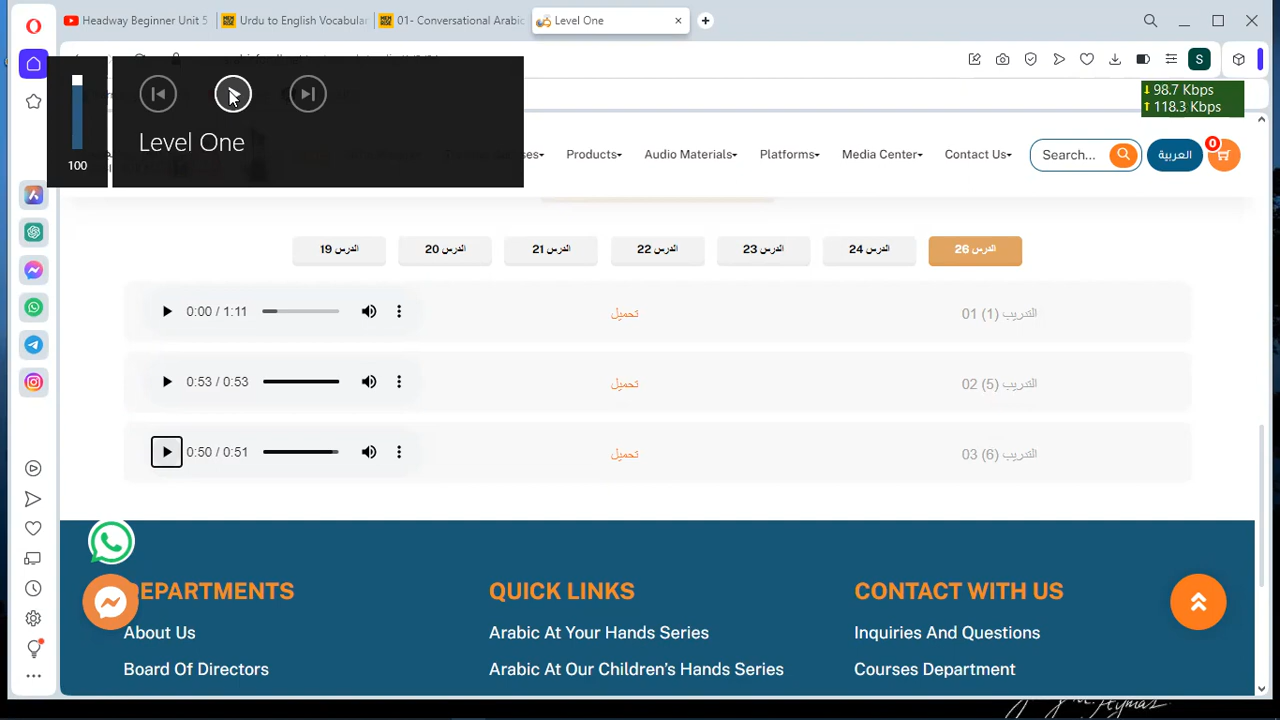 Headway Beginner Unit 5
Urdu to English Vocabular
01- Conversational Arabic
Level One
S
98.7 Kbps
118.3 Kbps
Level One
100
Products
Audio Materials
Platforms
Media Center
Contact Us
Search...
العربية
0
الدرس 19
الدرس 20
الدرس 21
الدرس 22
الدرس 23
الدرس 24
الدرس 26
0:00 / 1:11
تحميل
01 التدريب (1)
0:53 / 0:53
تحميل
02 التدريب (5)
0:50 / 0:51
تحميل
03 التدريب (6)
DEPARTMENTS
QUICK LINKS
CONTACT WITH US
About Us
Arabic At Your Hands Series
Inquiries And Questions
Board Of Directors
Arabic At Our Children's Hands Series
Courses Department